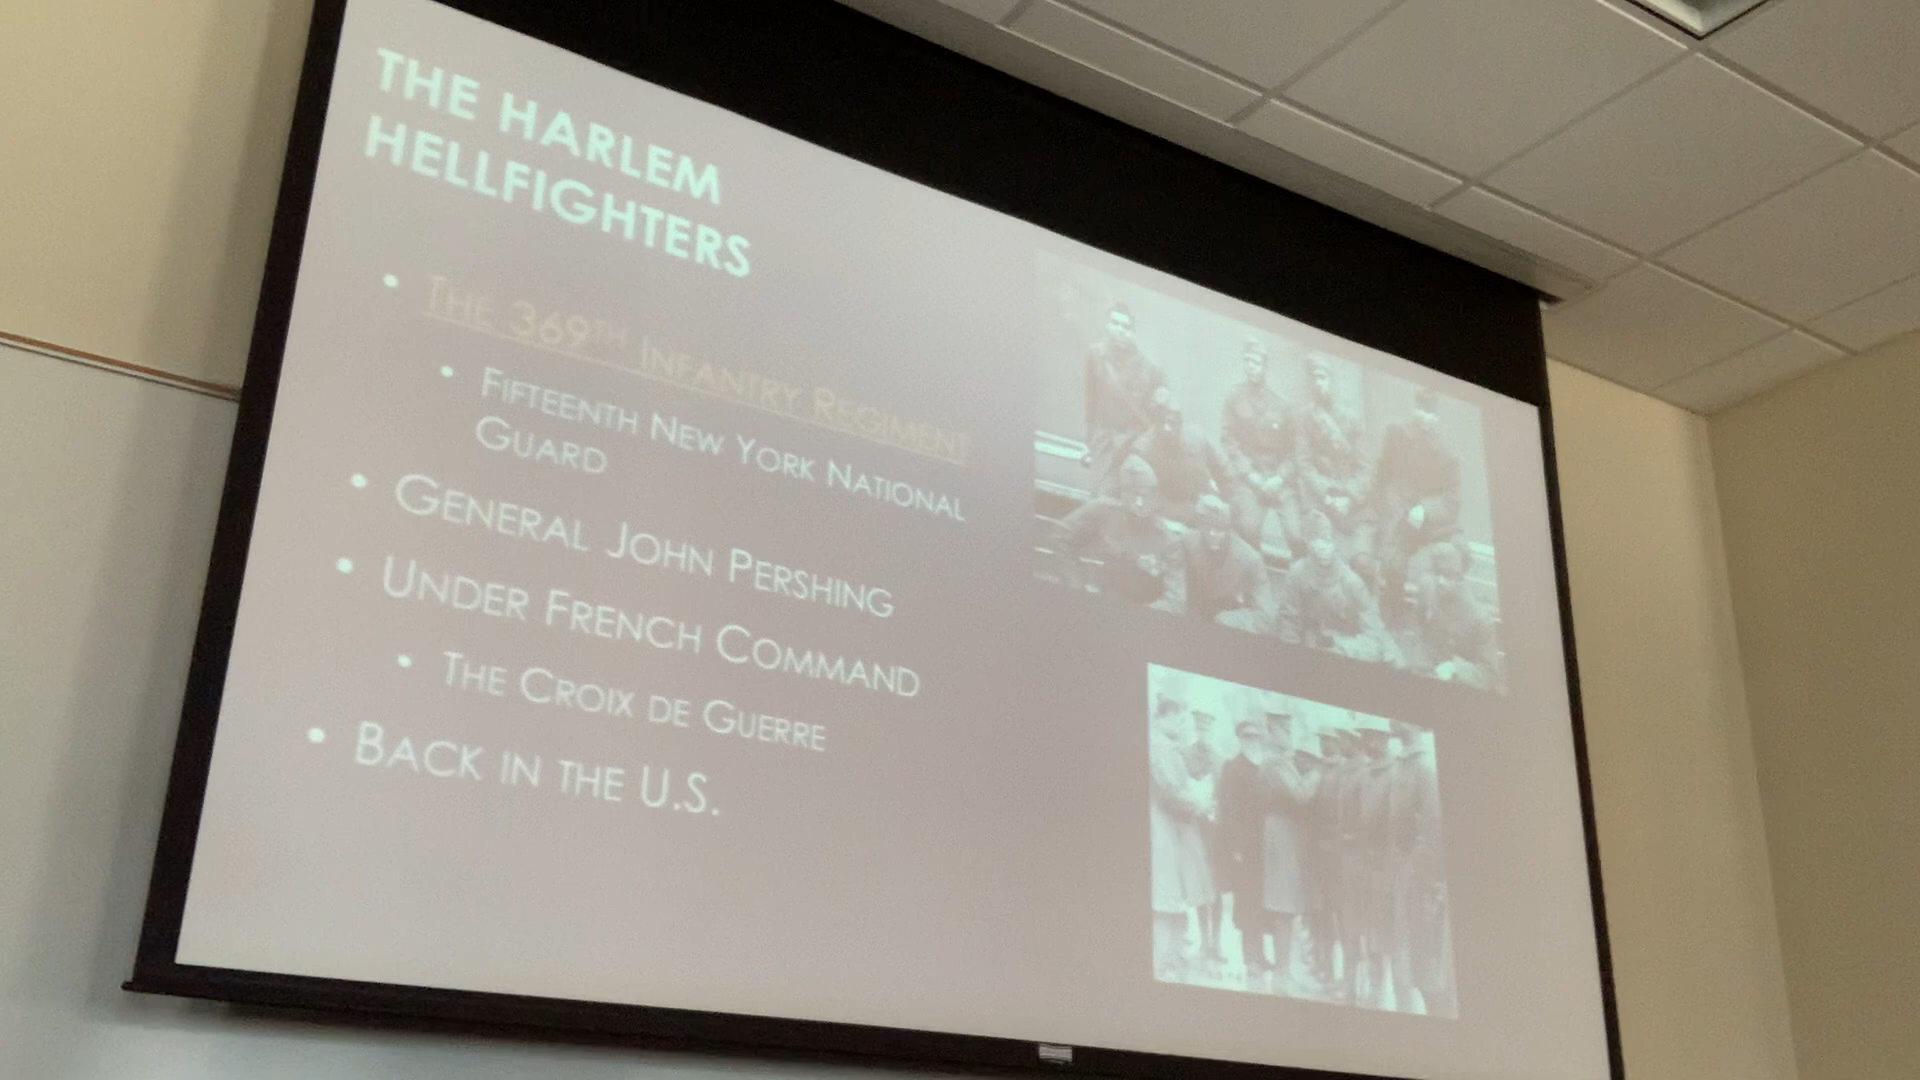 THE HARLEM
HELLFIGHTERS
• THE 369TH INFANTRY REGIMENT
• FIFTEENTH NEW YORK NATIONAL
GUARD
• GENERAL JOHN PERSHING
• UNDER FRENCH COMMAND
• THE CROIX DE GUERRE
• BACK IN THE U.S.